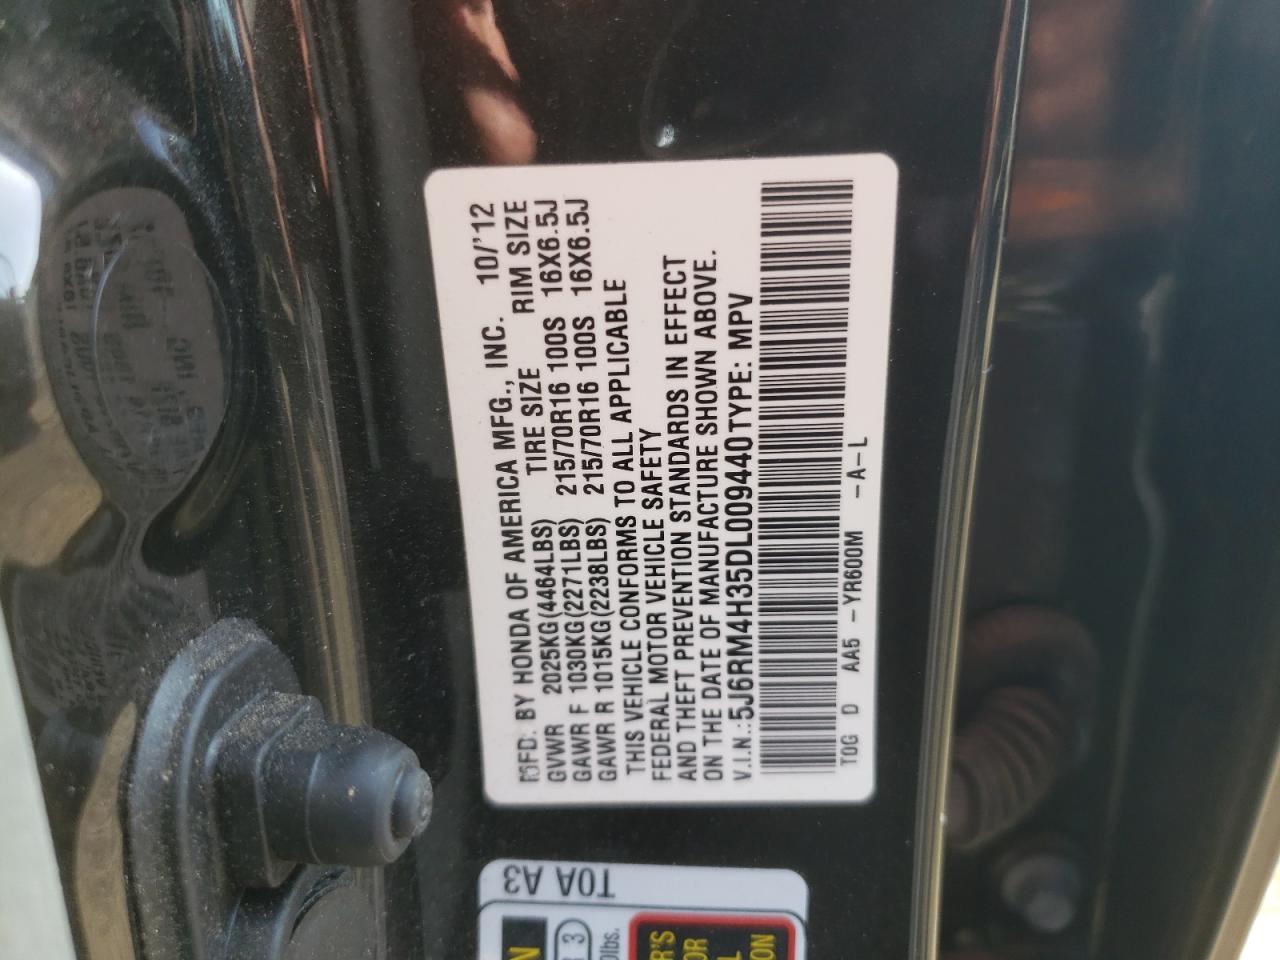 MFD. BY HONDA OF AMERICA MFG., INC. 10/'12
TIRE SIZE RIM SIZE
GVWR 2025KG(4464LBS)
GAWR F 1030KG(2271LBS) 215/70R16 100S 16X6.5J
GAWR R 1015KG(2238LBS) 215/70R16 100S 16X6.5J
THIS VEHICLE CONFORMS TO ALL APPLICABLE
FEDERAL MOTOR VEHICLE SAFETY
AND THEFT PREVENTION STANDARDS IN EFFECT
ON THE DATE OF MANUFACTURE SHOWN ABOVE.
V.I.N.:5J6RM4H35DL009440 TYPE: MPV
TOG D AA5 -YR600M -A-L
T0A A3